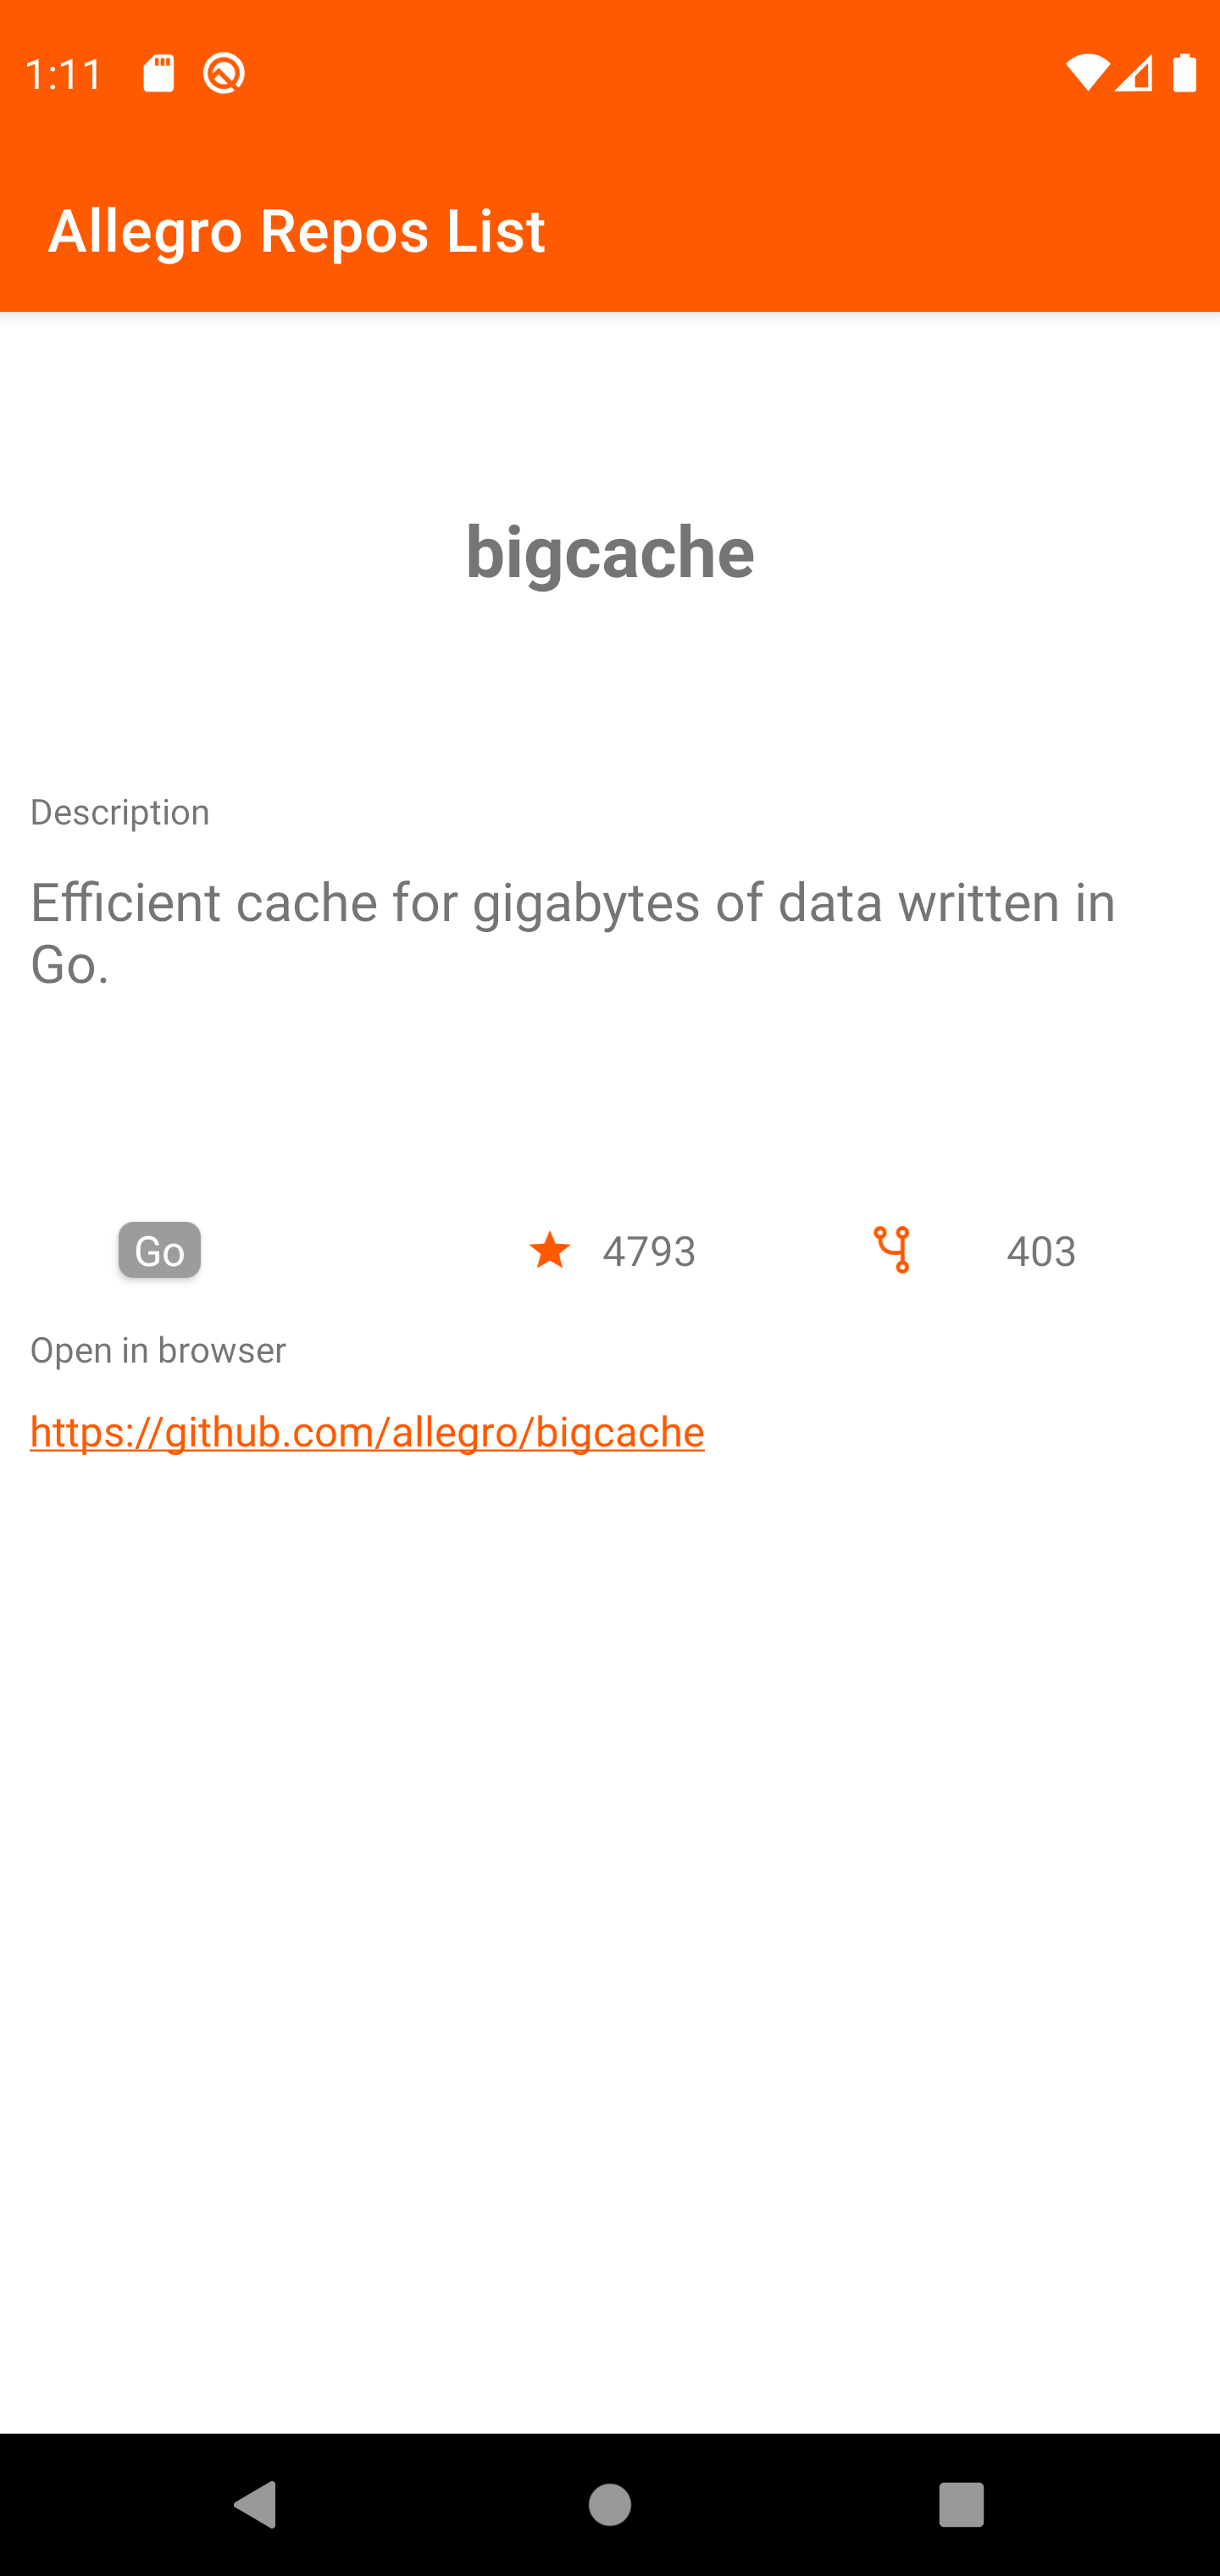 1:11
Allegro Repos List
bigcache
Description
Efficient cache for gigabytes of data written in
Go.
Go 4793 403
Open in browser
https://github.com/allegro/bigcache